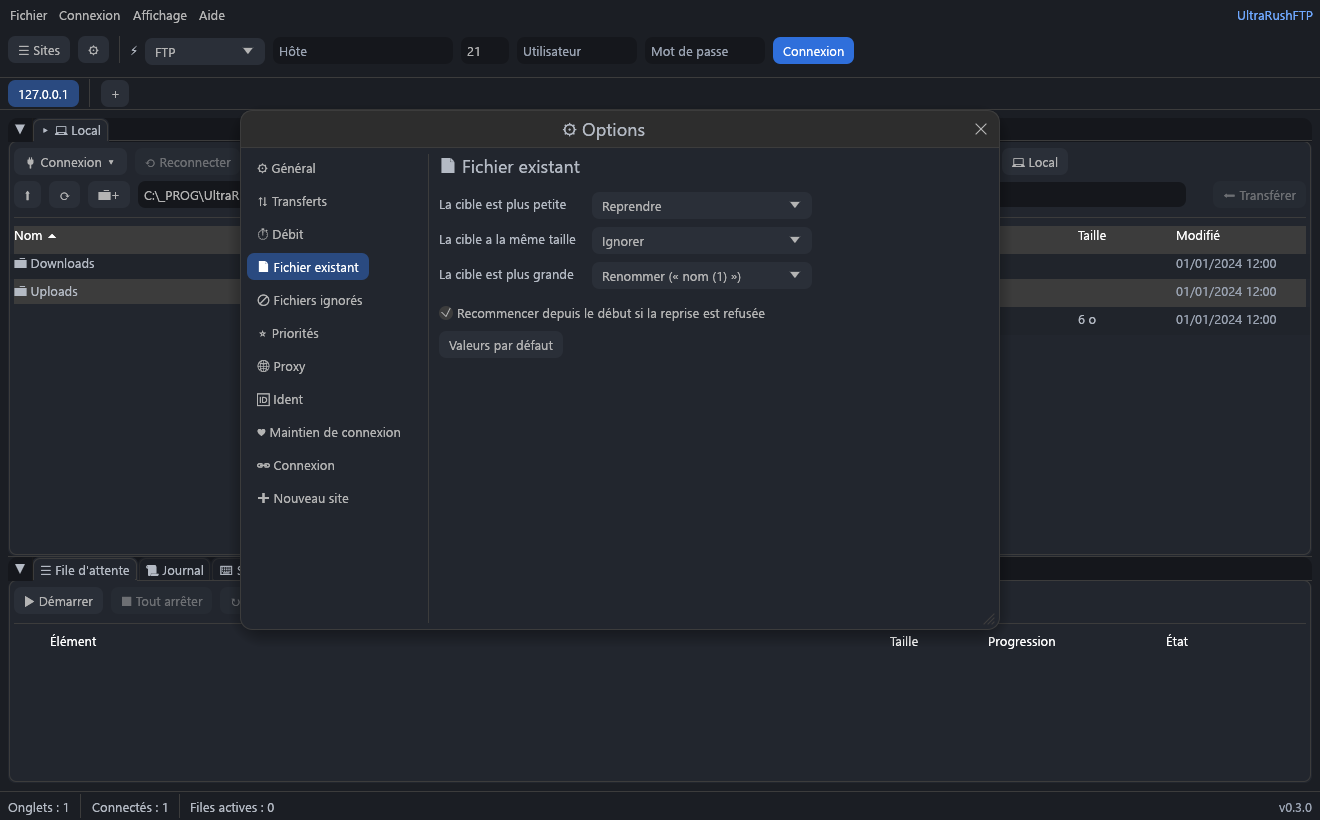 Fichier Connexion Affichage Aide UltraRushFTP
Sites FTP Hôte 21 Utilisateur Mot de passe Connexion
127.0.0.1 +
Local
Options
Connexion Reconnecter
Local
C:\_PROG\UltraR
Transférer
Nom Taille Modifié
Downloads 01/01/2024 12:00
Uploads 01/01/2024 12:00
6 o 01/01/2024 12:00
Général
Transferts
Débit
Fichier existant
Fichiers ignorés
Priorités
Proxy
Ident
Maintien de connexion
Connexion
Nouveau site
Fichier existant
La cible est plus petite Reprendre
La cible a la même taille Ignorer
La cible est plus grande Renommer (« nom (1) »)
Recommencer depuis le début si la reprise est refusée
Valeurs par défaut
File d'attente Journal S
Démarrer Tout arrêter
Élément Taille Progression État
Onglets : 1 Connectés : 1 Files actives : 0 v0.3.0